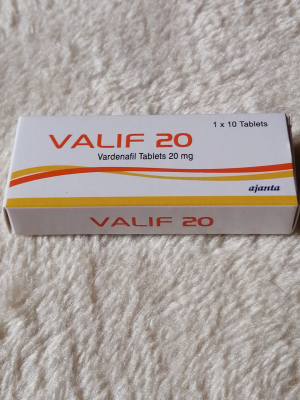 1 x 10 Tablets
VALIF 20
Vardenafil Tablets 20 mg
ajanta
VALIF 20